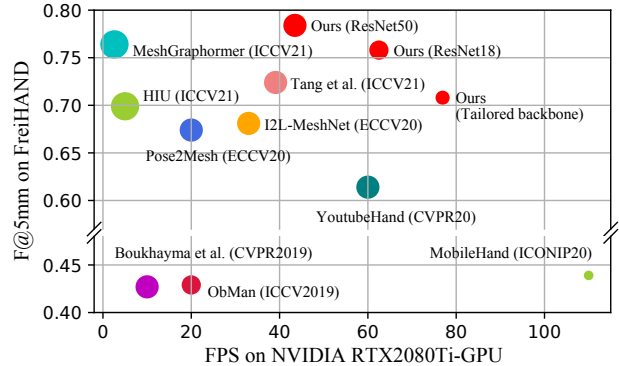 0.80
Ours (ResNet50)
MeshGraphormer (ICCV21)
Ours (ResNet18)
0.75
Tang et al. (ICCV21)
HIU (ICCV21)
Ours
(Tailored backbone)
0.70
I2L-MeshNet (ECCV20)
Pose2Mesh (ECCV20)
0.65
0.60
YoutubeHand (CVPR20)
F@5mm on FreiHAND
Boukhayma et al. (CVPR2019)
MobileHand (ICONIP20)
0.45
ObMan (ICCV2019)
0.40
0 20 40 60 80 100
FPS on NVIDIA RTX2080Ti-GPU